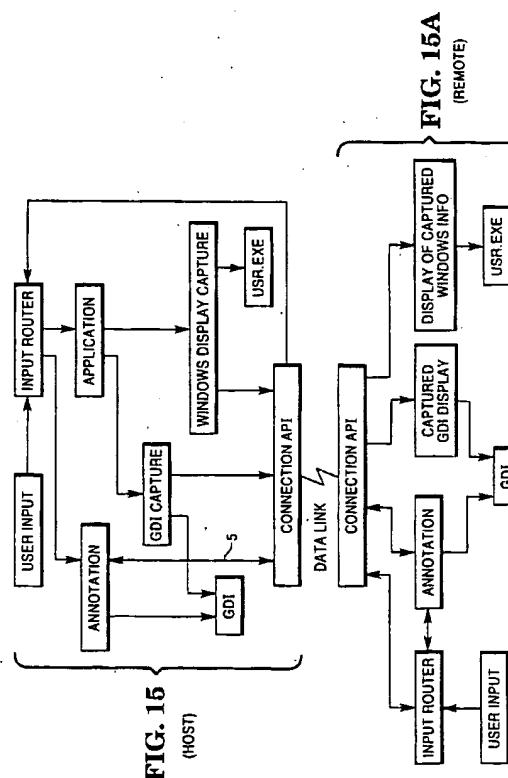 FIG. 15
(HOST)
USER INPUT
INPUT ROUTER
APPLICATION
ANNOTATION
GDI CAPTURE
WINDOWS DISPLAY CAPTURE
USR.EXE
GDI
5
CONNECTION API
DATA LINK
FIG. 15A
(REMOTE)
CONNECTION API
INPUT ROUTER
USER INPUT
ANNOTATION
CAPTURED
GDI DISPLAY
DISPLAY OF CAPTURED
WINDOWS INFO
GDI
USR.EXE